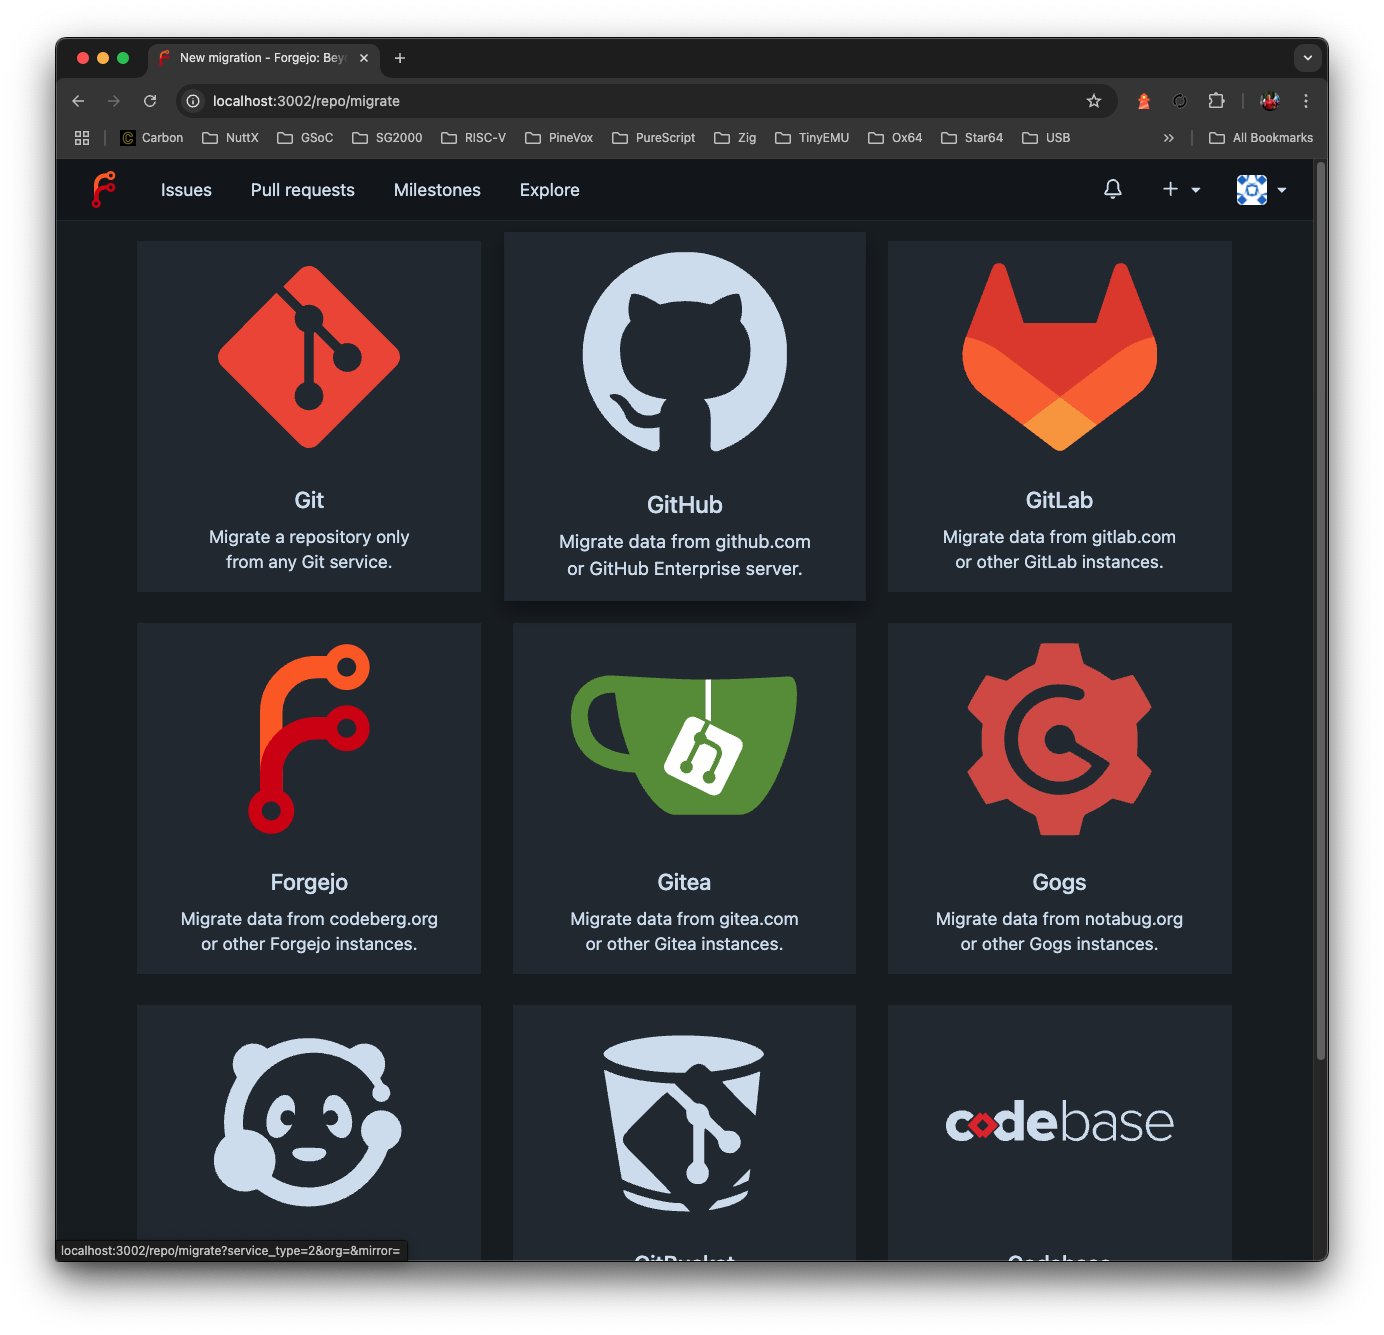 New migration - Forgejo: Bey
localhost:3002/repo/migrate
Carbon NuttX GSoC SG2000 RISC-V PineVox PureScript Zig TinyEMU Ox64 Star64 USB » All Bookmarks
Issues Pull requests Milestones Explore
Git
Migrate a repository only
from any Git service.
GitHub
Migrate data from github.com
or GitHub Enterprise server.
GitLab
Migrate data from gitlab.com
or other GitLab instances.
Forgejo
Migrate data from codeberg.org
or other Forgejo instances.
Gitea
Migrate data from gitea.com
or other Gitea instances.
Gogs
Migrate data from notabug.org
or other Gogs instances.
codebase
GitBucket
Codebase
localhost:3002/repo/migrate?service_type=2&org=&mirror=